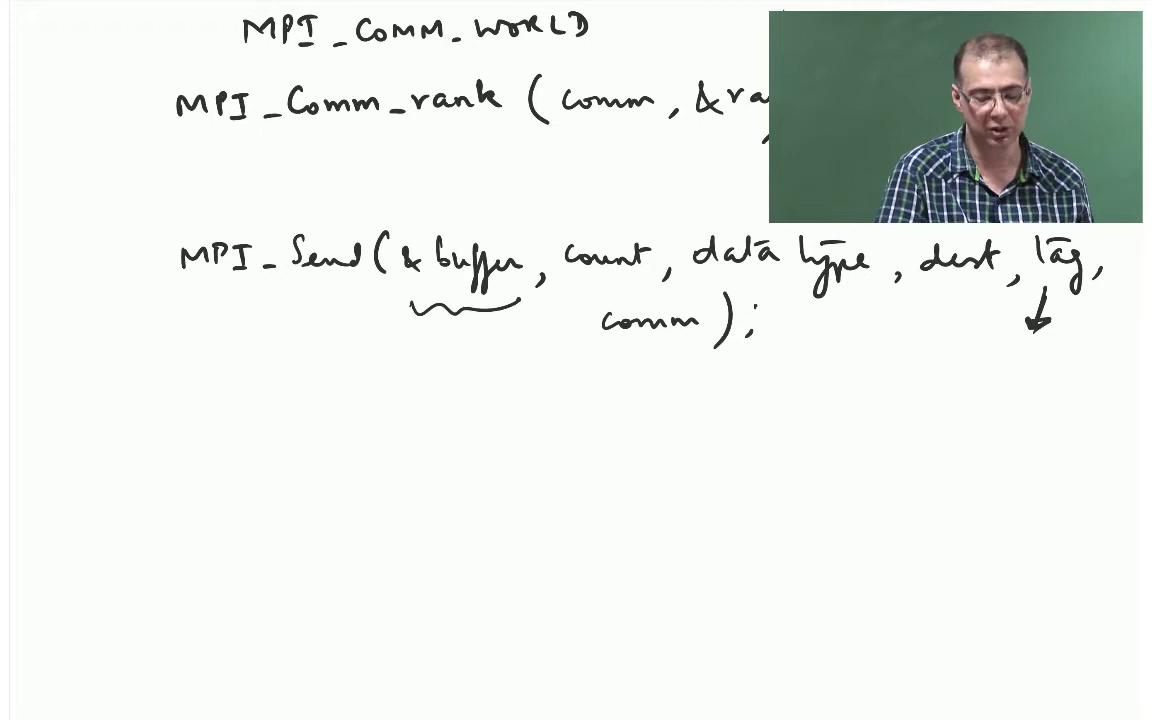 MPI_COMM_WORLD
MPI_Comm_rank (comm, &ra
MPI_Send(& buffer, count, data type, dest, tag,
comm);